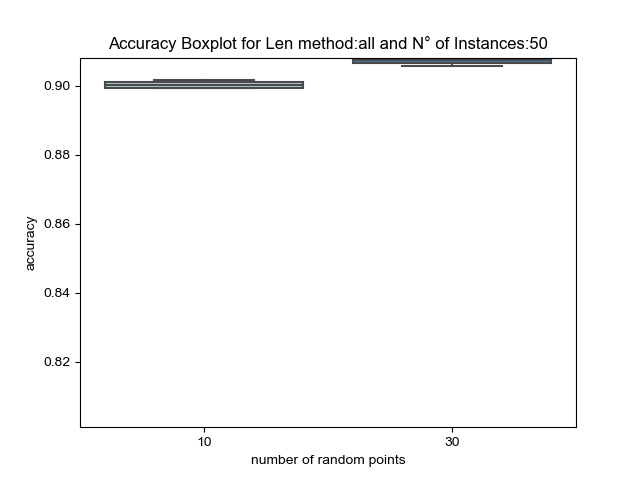 Accuracy Boxplot for Len method:all and N° of Instances:50
0.90
0.88
0.86
0.84
0.82
accuracy
10
30
number of random points